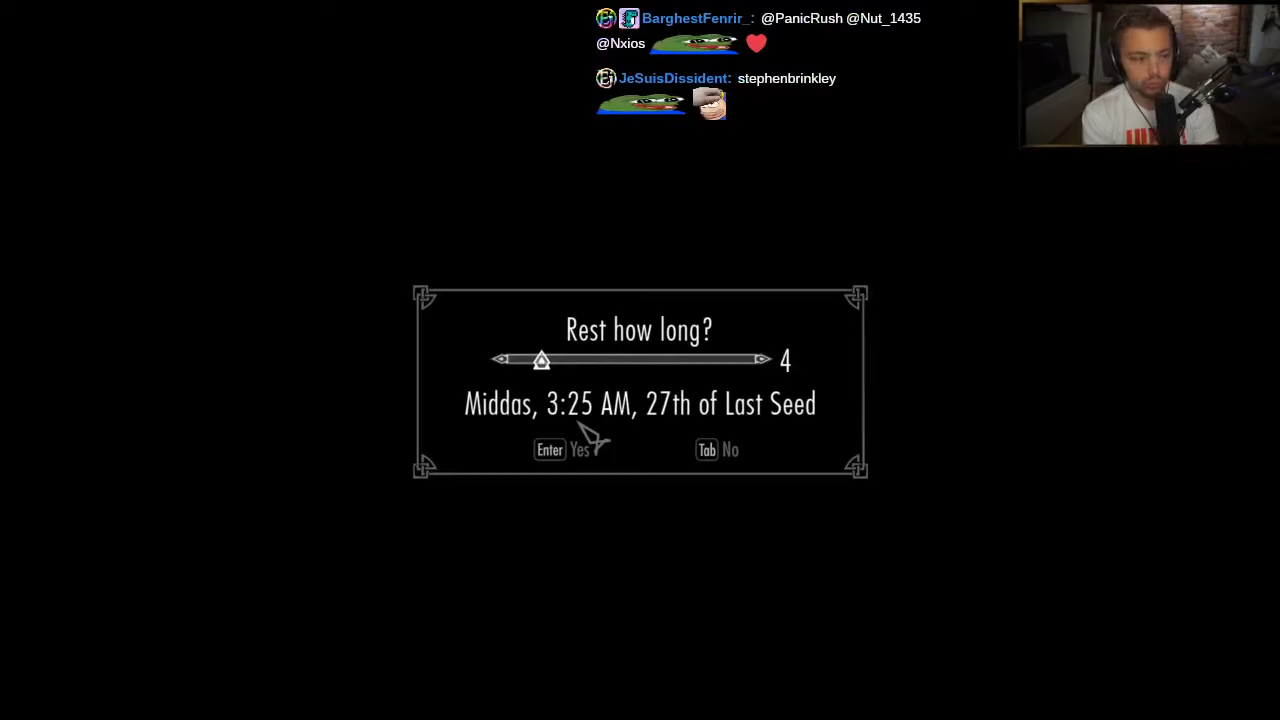 BarghestFenrir_: @PanicRush @Nut_1435
@Nxios
JeSuisDissident: stephenbrinkley
Rest how long?
4
Middas, 3:25 AM, 27th of Last Seed
Enter Yes Tab No